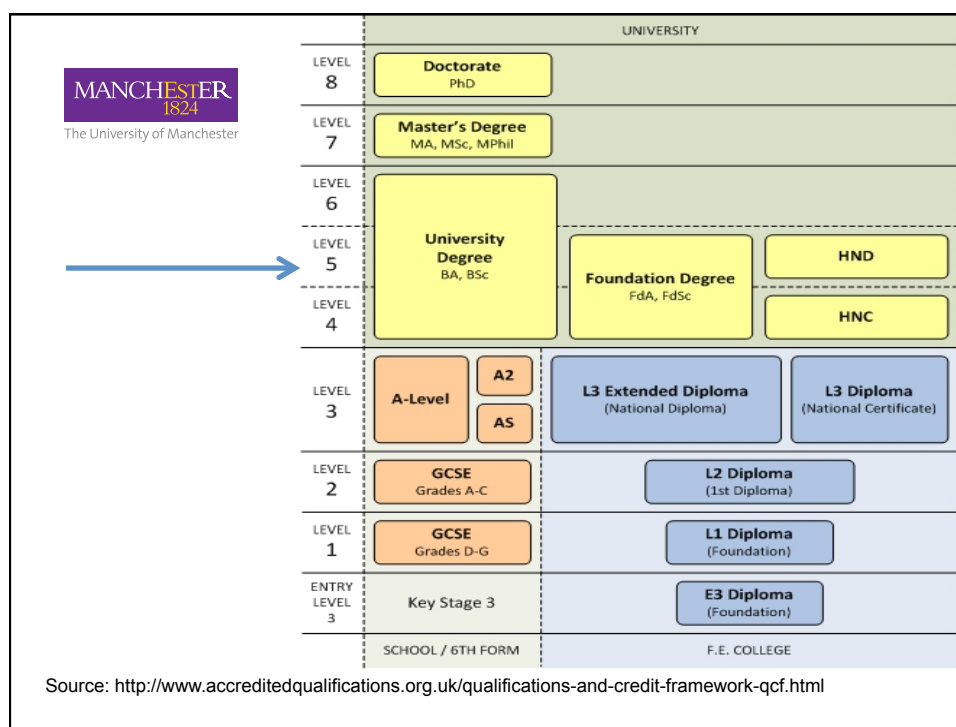 MANCHESTER
1824
The University of Manchester
UNIVERSITY
LEVEL
8
Doctorate
PhD
LEVEL
7
Master's Degree
MA, MSc, MPhil
LEVEL
6
LEVEL
5
University
Degree
BA, BSc
Foundation Degree
FdA, FdSc
HND
LEVEL
4
HNC
LEVEL
3
A-Level
A2
AS
L3 Extended Diploma
(National Diploma)
L3 Diploma
(National Certificate)
LEVEL
2
GCSE
Grades A-C
L2 Diploma
(1st Diploma)
LEVEL
1
GCSE
Grades D-G
L1 Diploma
(Foundation)
ENTRY
LEVEL
3
Key Stage 3
E3 Diploma
(Foundation)
SCHOOL / 6TH FORM
F.E. COLLEGE
Source: http://www.accreditedqualifications.org.uk/qualifications-and-credit-framework-qcf.html